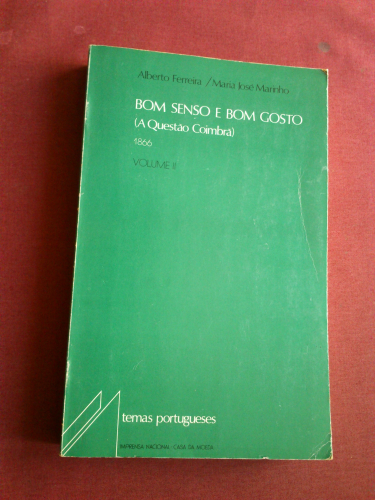 Alberto Ferreira / Maria José Marinho
BOM SENSO E BOM GOSTO
(A Questão Coimbrã)
1866
VOLUME II
temas portugueses
IMPRENSA NACIONAL - CASA DA MOEDA